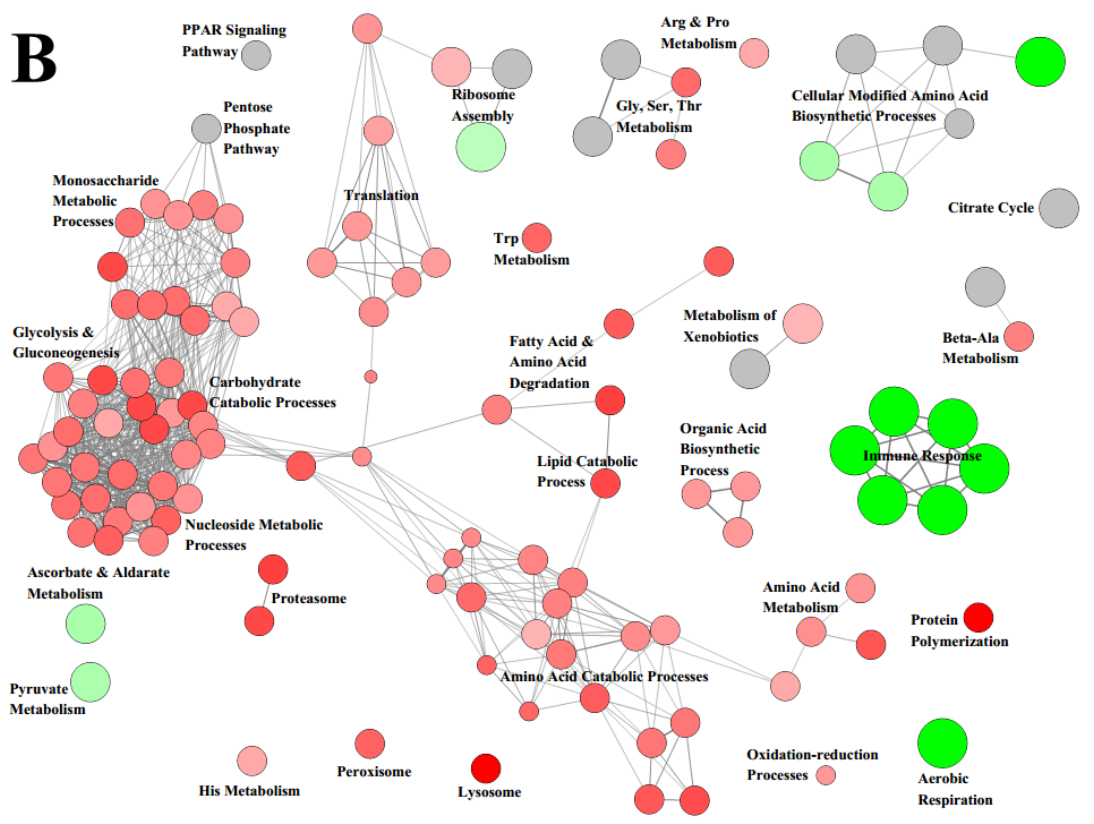 B
PPAR Signaling
Pathway
Pentose
Phosphate
Pathway
Monosaccharide
Metabolic
Processes
Glycolysis &
Gluconeogenesis
Carbohydrate
Catabolic Processes
Nucleoside Metabolic
Processes
Ascorbate & Aldarate
Metabolism
Proteasome
Pyruvate
Metabolism
His Metabolism
Peroxisome
Lysosome
Ribosome
Assembly
Translation
Trp
Metabolism
Arg & Pro
Metabolism
Gly, Ser, Thr
Metabolism
Cellular Modified Amino Acid
Biosynthetic Processes
Citrate Cycle
Metabolism of
Xenobiotics
Beta-Ala
Metabolism
Fatty Acid &
Amino Acid
Degradation
Lipid Catabolic
Process
Organic Acid
Biosynthetic
Process
Immune Response
Amino Acid Catabolic Processes
Amino Acid
Metabolism
Protein
Polymerization
Oxidation-reduction
Processes
Aerobic
Respiration